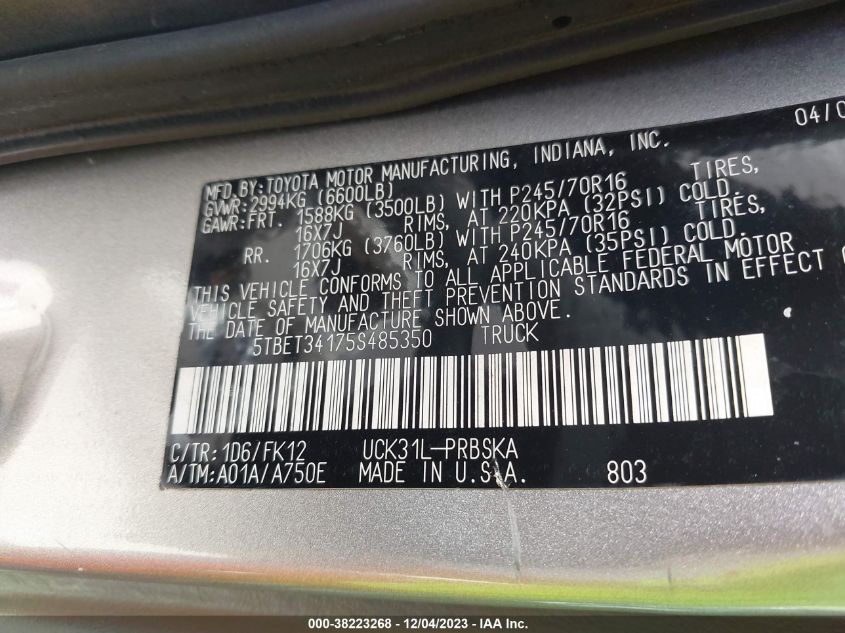 04/0
MFD.BY:TOYOTA MOTOR MANUFACTURING, INDIANA, INC.
GVWR:2994KG (6600LB)
GAWR:FRT. 1588KG (3500LB) WITH P245/70R16 TIRES,
16X7J RIMS, AT 220KPA (32PSI) COLD.
RR. 1706KG (3760LB) WITH P245/70R16 TIRES,
16X7J RIMS, AT 240KPA (35PSI) COLD.
THIS VEHICLE CONFORMS TO ALL APPLICABLE FEDERAL MOTOR
VEHICLE SAFETY AND THEFT PREVENTION STANDARDS IN EFFECT
THE DATE OF MANUFACTURE SHOWN ABOVE.
5TBET34175S485350 TRUCK
C/TR:1D6/FK12 UCK31L-PRBSKA
A/TM:A01A/A750E MADE IN U.S.A. 803
000-38223268 - 12/04/2023 - IAA Inc.